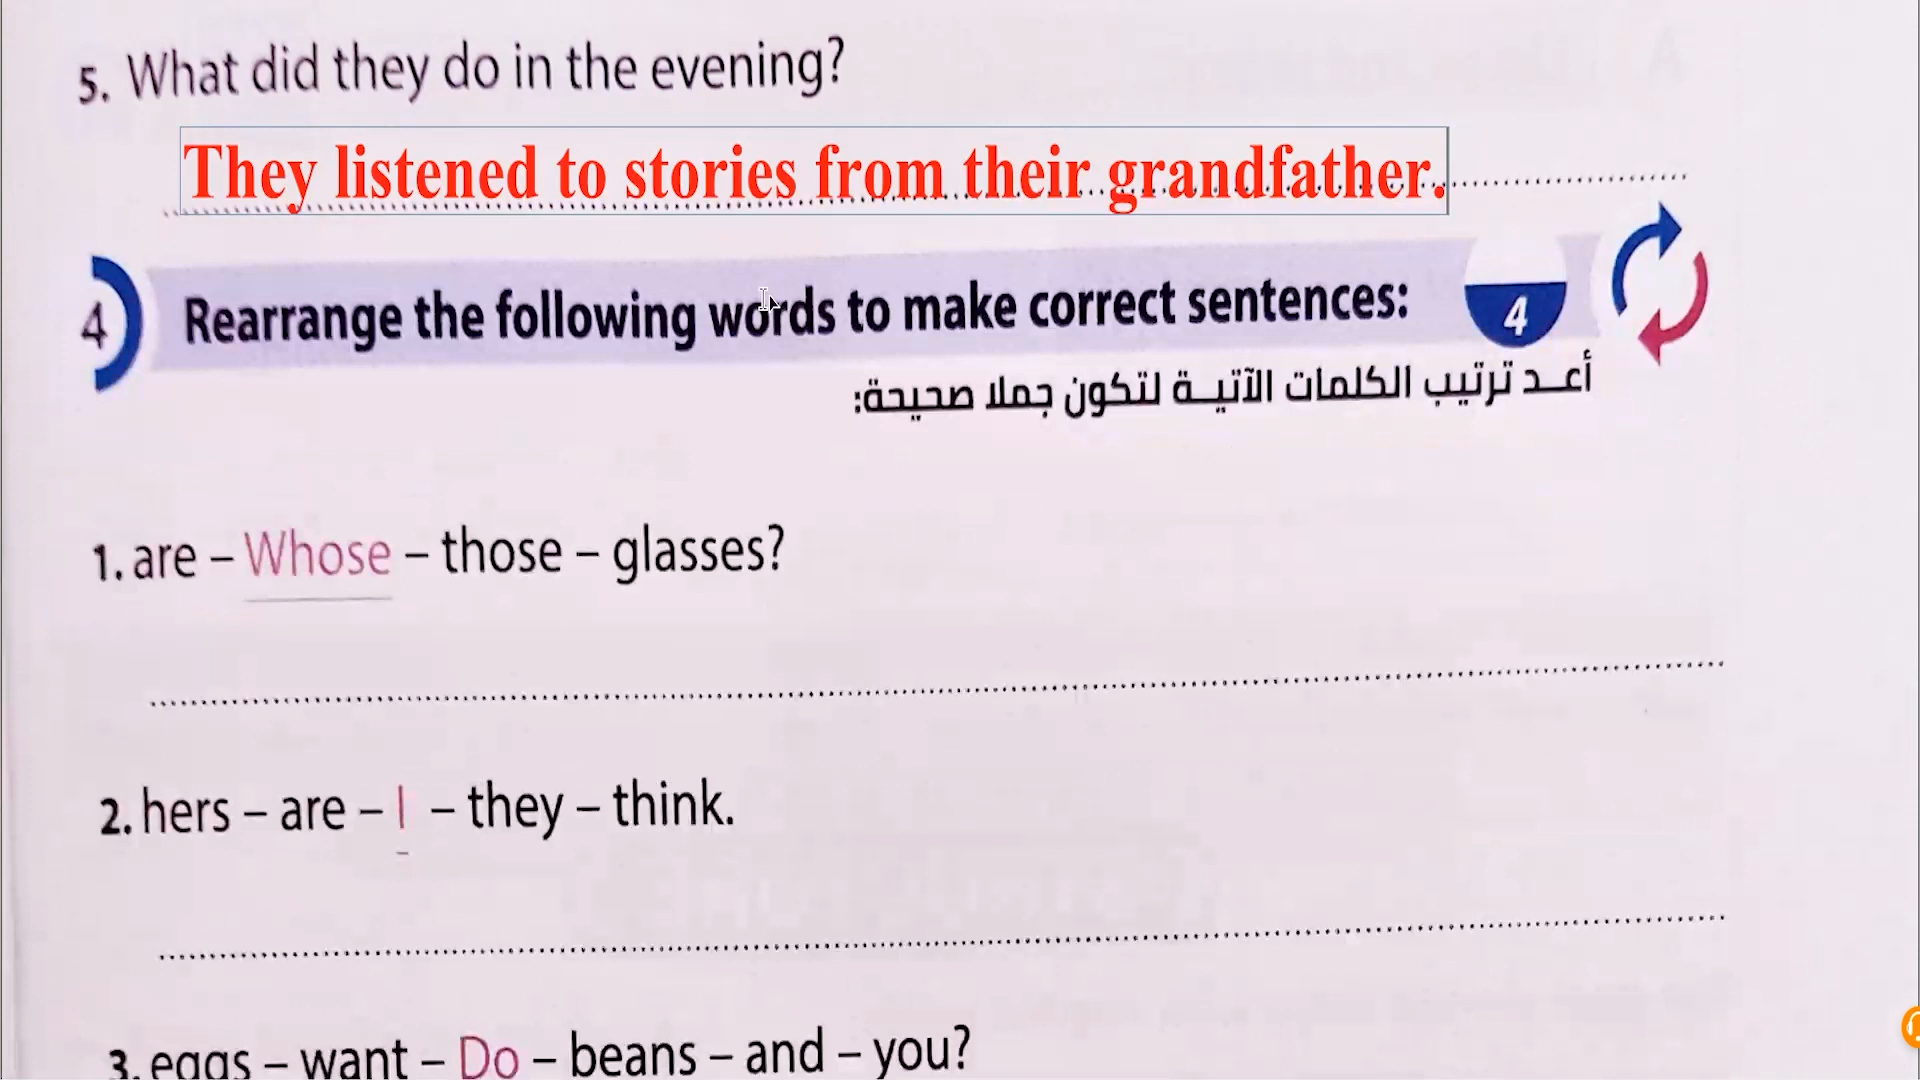 5. What did they do in the evening?
They listened to stories from their grandfather.
4 Rearrange the following words to make correct sentences: 4
أعد ترتيب الكلمات الآتية لتكون جملا صحيحة:
1. are – Whose – those – glasses?
2. hers – are – I – they – think.
3. eggs – want – Do – beans – and – you?